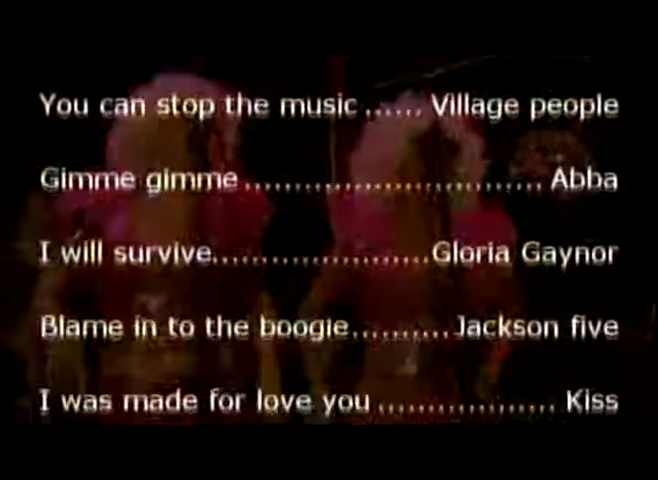 You can stop the music ...... Village people
Gimme gimme .............................. Abba
I will survive......................Gloria Gaynor
Blame in to the boogie..........Jackson five
I was made for love you .................. Kiss